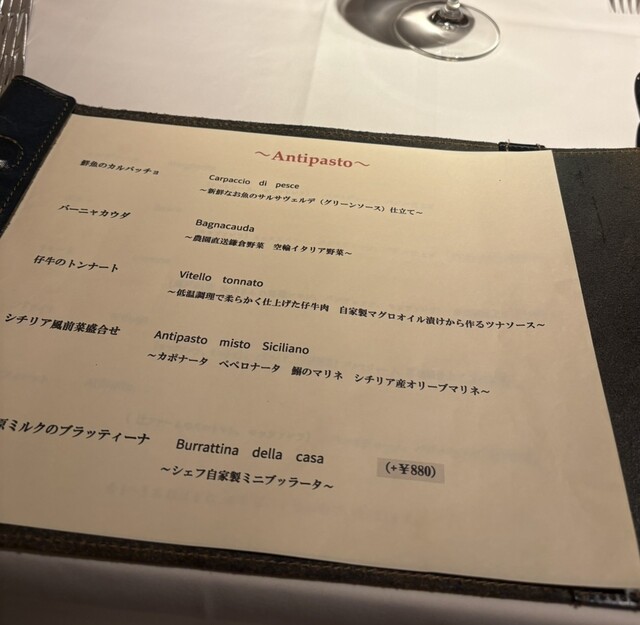 ～Antipasto～
鮮魚のカルパッチョ Carpaccio di pesce
～新鮮なお魚のサルサヴェルデ（グリーンソース）仕立て～
バーニャカウダ Bagnacauda
～農園直送鎌倉野菜 空輸イタリア野菜～
仔牛のトンナート Vitello tonnato
～低温調理で柔らかく仕上げた仔牛肉 自家製マグロオイル漬けから作るツナソース～
シチリア風前菜盛合せ Antipasto misto Siciliano
～カポナータ ペペロナータ 鰯のマリネ シチリア産オリーブマリネ～
原ミルクのブラッティーナ Burrattina della casa (+¥880)
～シェフ自家製ミニブッラータ～